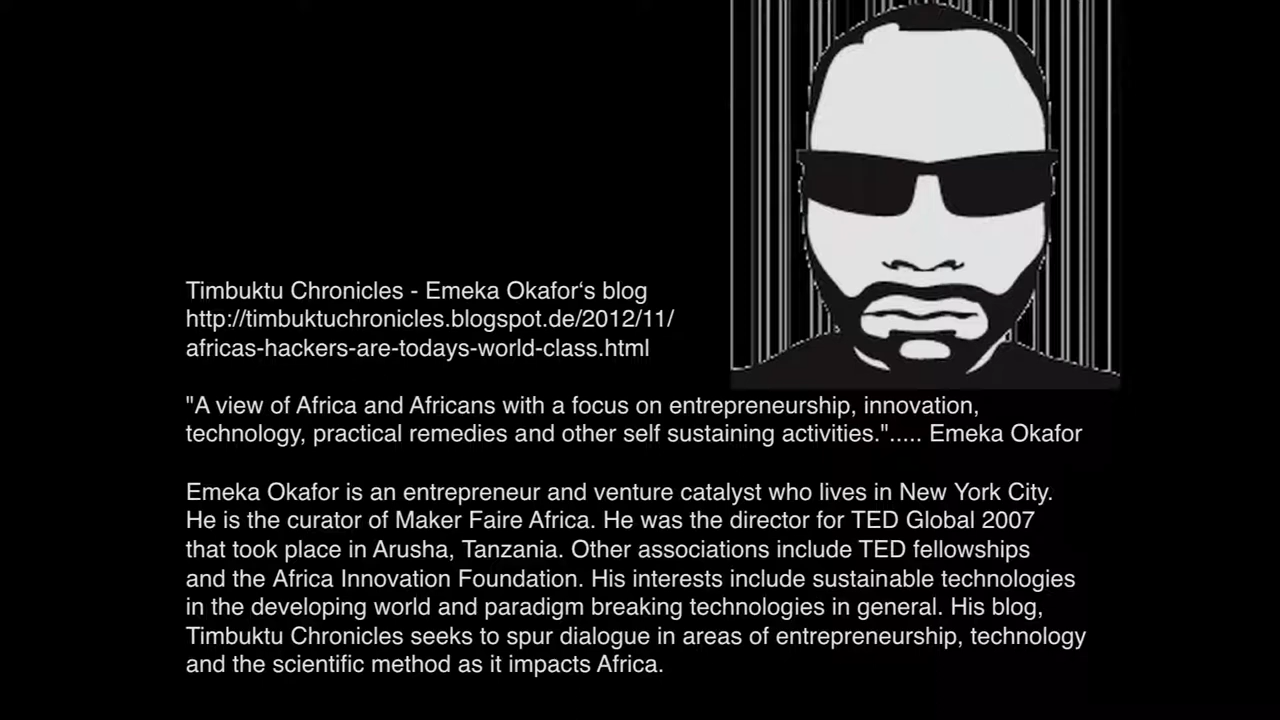 Timbuktu Chronicles - Emeka Okafor‘s blog
http://timbuktuchronicles.blogspot.de/2012/11/
africas-hackers-are-todays-world-class.html
"A view of Africa and Africans with a focus on entrepreneurship, innovation,
technology, practical remedies and other self sustaining activities."..... Emeka Okafor
Emeka Okafor is an entrepreneur and venture catalyst who lives in New York City.
He is the curator of Maker Faire Africa. He was the director for TED Global 2007
that took place in Arusha, Tanzania. Other associations include TED fellowships
and the Africa Innovation Foundation. His interests include sustainable technologies
in the developing world and paradigm breaking technologies in general. His blog,
Timbuktu Chronicles seeks to spur dialogue in areas of entrepreneurship, technology
and the scientific method as it impacts Africa.